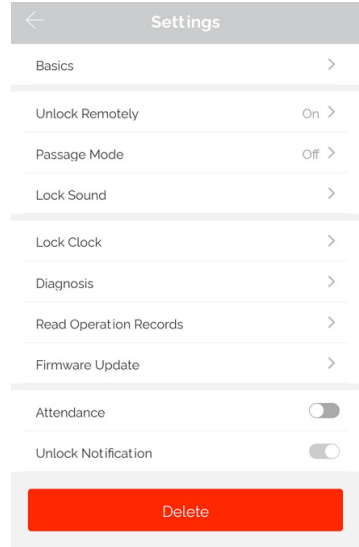 Settings
Basics
Unlock Remotely On
Passage Mode Off
Lock Sound
Lock Clock
Diagnosis
Read Operation Records
Firmware Update
Attendance
Unlock Notification
Delete